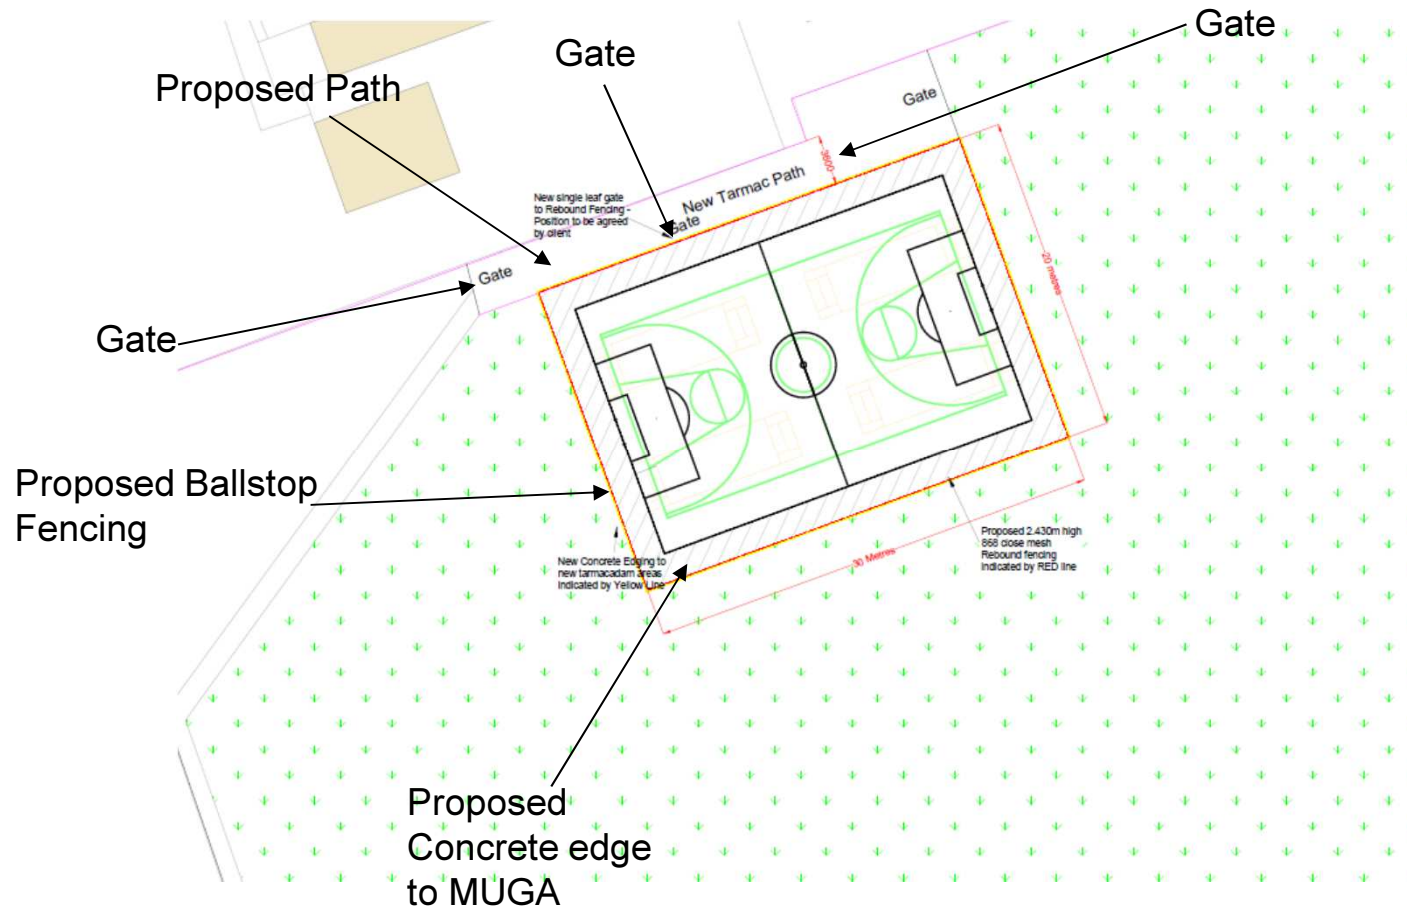 Gate
Gate
Proposed Path
Gate
3600
New Tarmac Path
New single leaf gate
to Rebound Fencing -
Position to be agreed
by client
Gate
Gate
20 metres
Gate
Proposed Ballstop
Fencing
Proposed 2.430m high
868 close mesh
Rebound fencing
Indicated by RED line
30 Metres
New Concrete Edging to
new tarmacadam areas
Indicated by Yellow Line
Proposed
Concrete edge
to MUGA